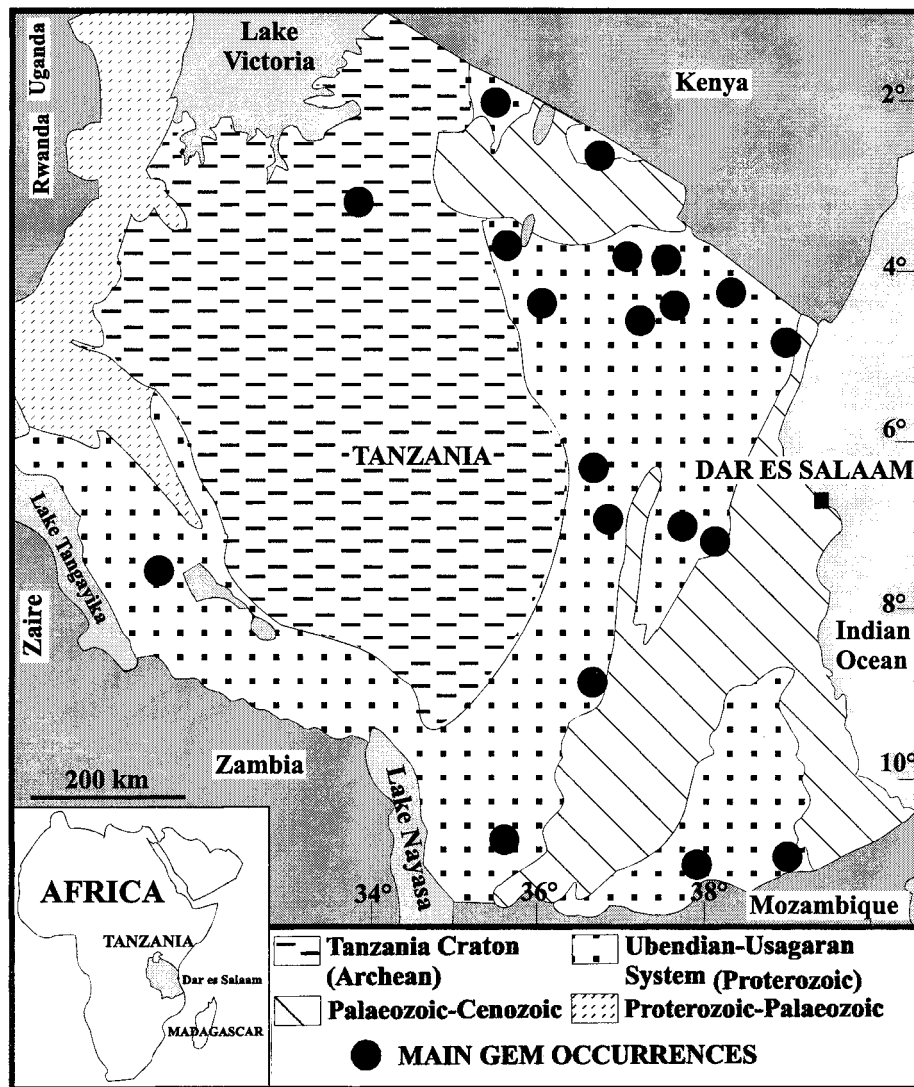 Lake
Victoria
Uganda
Rwanda
Kenya
2°
4°
6°
TANZANIA
DAR ES SALAAM
Lake Tangayika
Zaire
8°
Indian
Ocean
Zambia
10°
200 km
Lake Nayasa
34°
36°
38°
Mozambique
AFRICA
TANZANIA
Dar es Salaam
MADAGASCAR
Tanzania Craton
(Archean)
Ubendian-Usagaran
System (Proterozoic)
Palaeozoic-Cenozoic
Proterozoic-Palaeozoic
MAIN GEM OCCURRENCES